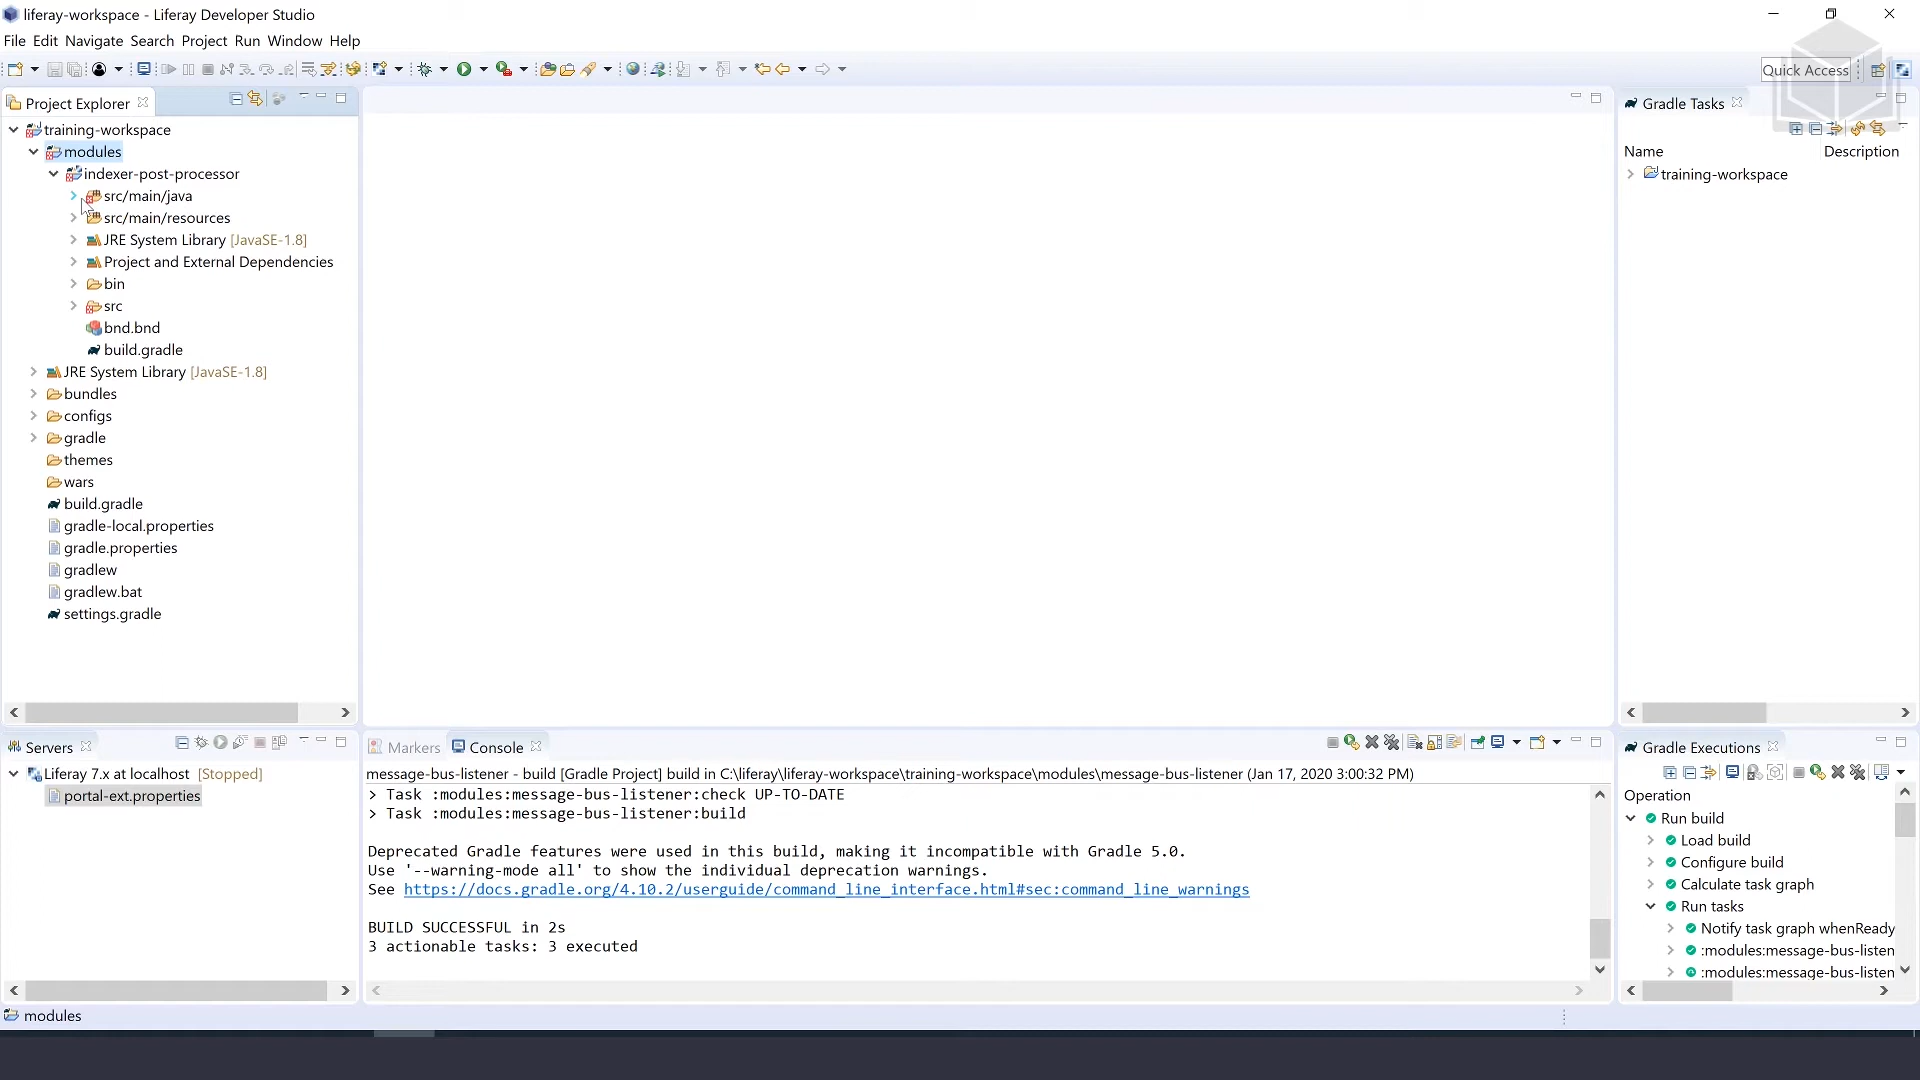 liferay-workspace - Liferay Developer Studio
File Edit Navigate Search Project Run Window Help
Quick Access
Project Explorer
training-workspace
modules
indexer-post-processor
src/main/java
src/main/resources
JRE System Library [JavaSE-1.8]
Project and External Dependencies
bin
src
bnd.bnd
build.gradle
JRE System Library [JavaSE-1.8]
bundles
configs
gradle
themes
wars
build.gradle
gradle-local.properties
gradle.properties
gradlew
gradlew.bat
settings.gradle
Gradle Tasks
Name Description
training-workspace
Servers
Liferay 7.x at localhost [Stopped]
portal-ext.properties
Markers Console
message-bus-listener - build [Gradle Project] build in C:\liferay\liferay-workspace\training-workspace\modules\message-bus-listener (Jan 17, 2020 3:00:32 PM)
> Task :modules:message-bus-listener:check UP-TO-DATE
> Task :modules:message-bus-listener:build
Deprecated Gradle features were used in this build, making it incompatible with Gradle 5.0.
Use '--warning-mode all' to show the individual deprecation warnings.
See https://docs.gradle.org/4.10.2/userguide/command_line_interface.html#sec:command_line_warnings
BUILD SUCCESSFUL in 2s
3 actionable tasks: 3 executed
Gradle Executions
Operation
Run build
Load build
Configure build
Calculate task graph
Run tasks
Notify task graph whenReady
:modules:message-bus-listen
:modules:message-bus-listen
modules